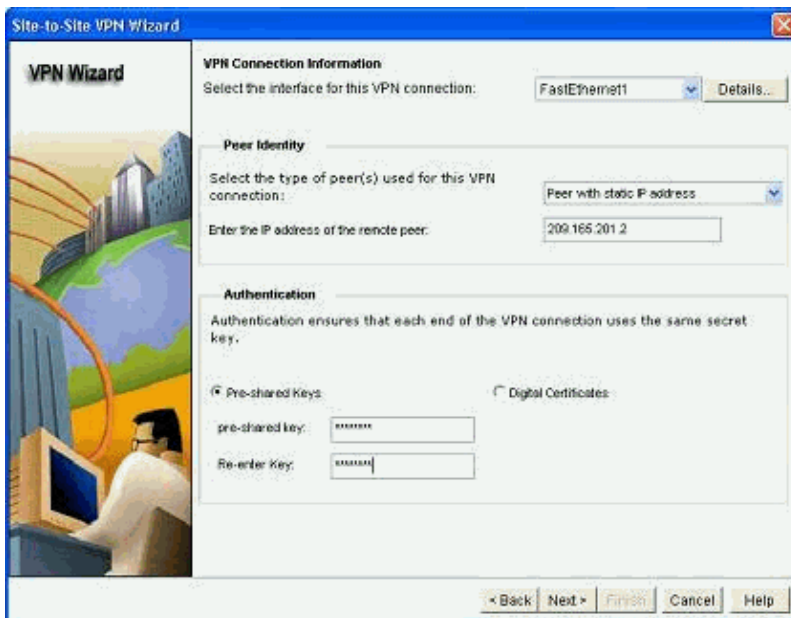 Site-to-Site VPN Wizard
VPN Wizard
VPN Connection Information
Select the interface for this VPN connection:
FastEthernet1
Details...
Peer Identity
Select the type of peer(s) used for this VPN
connection:
Peer with static IP address
Enter the IP address of the remote peer:
209.165.201.2
Authentication
Authentication ensures that each end of the VPN connection uses the same secret
key.
Pre-shared Keys
Digital Certificates
pre-shared key:
********
Re-enter Key:
********
< Back
Next >
Finish
Cancel
Help